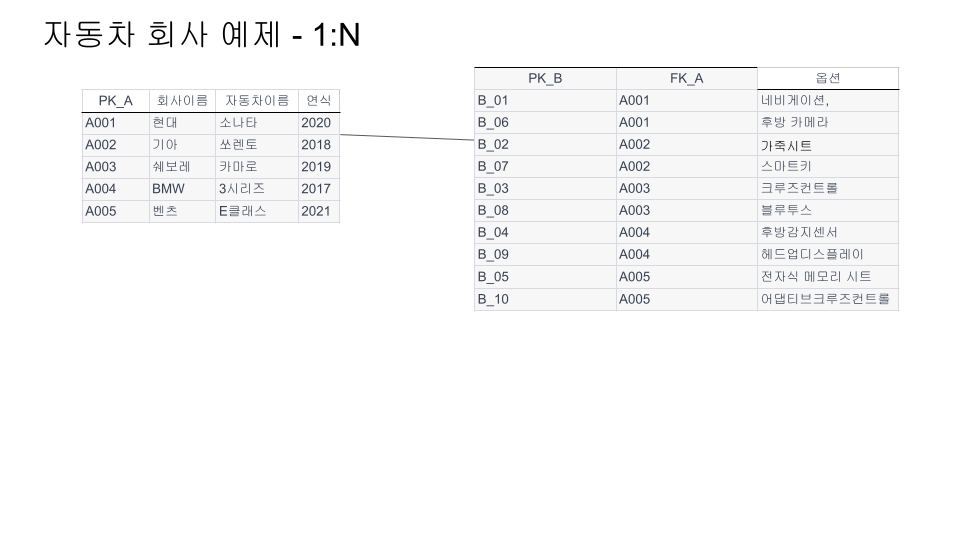 자동차 회사 예제 - 1:N
PK_A 회사이름 자동차이름 연식
A001 현대 소나타 2020
A002 기아 쏘렌토 2018
A003 쉐보레 카마로 2019
A004 BMW 3시리즈 2017
A005 벤츠 E클래스 2021
PK_B FK_A 옵션
B_01 A001 네비게이션,
B_06 A001 후방 카메라
B_02 A002 가죽시트
B_07 A002 스마트키
B_03 A003 크루즈컨트롤
B_08 A003 블루투스
B_04 A004 후방감지센서
B_09 A004 헤드업디스플레이
B_05 A005 전자식 메모리 시트
B_10 A005 어댑티브크루즈컨트롤